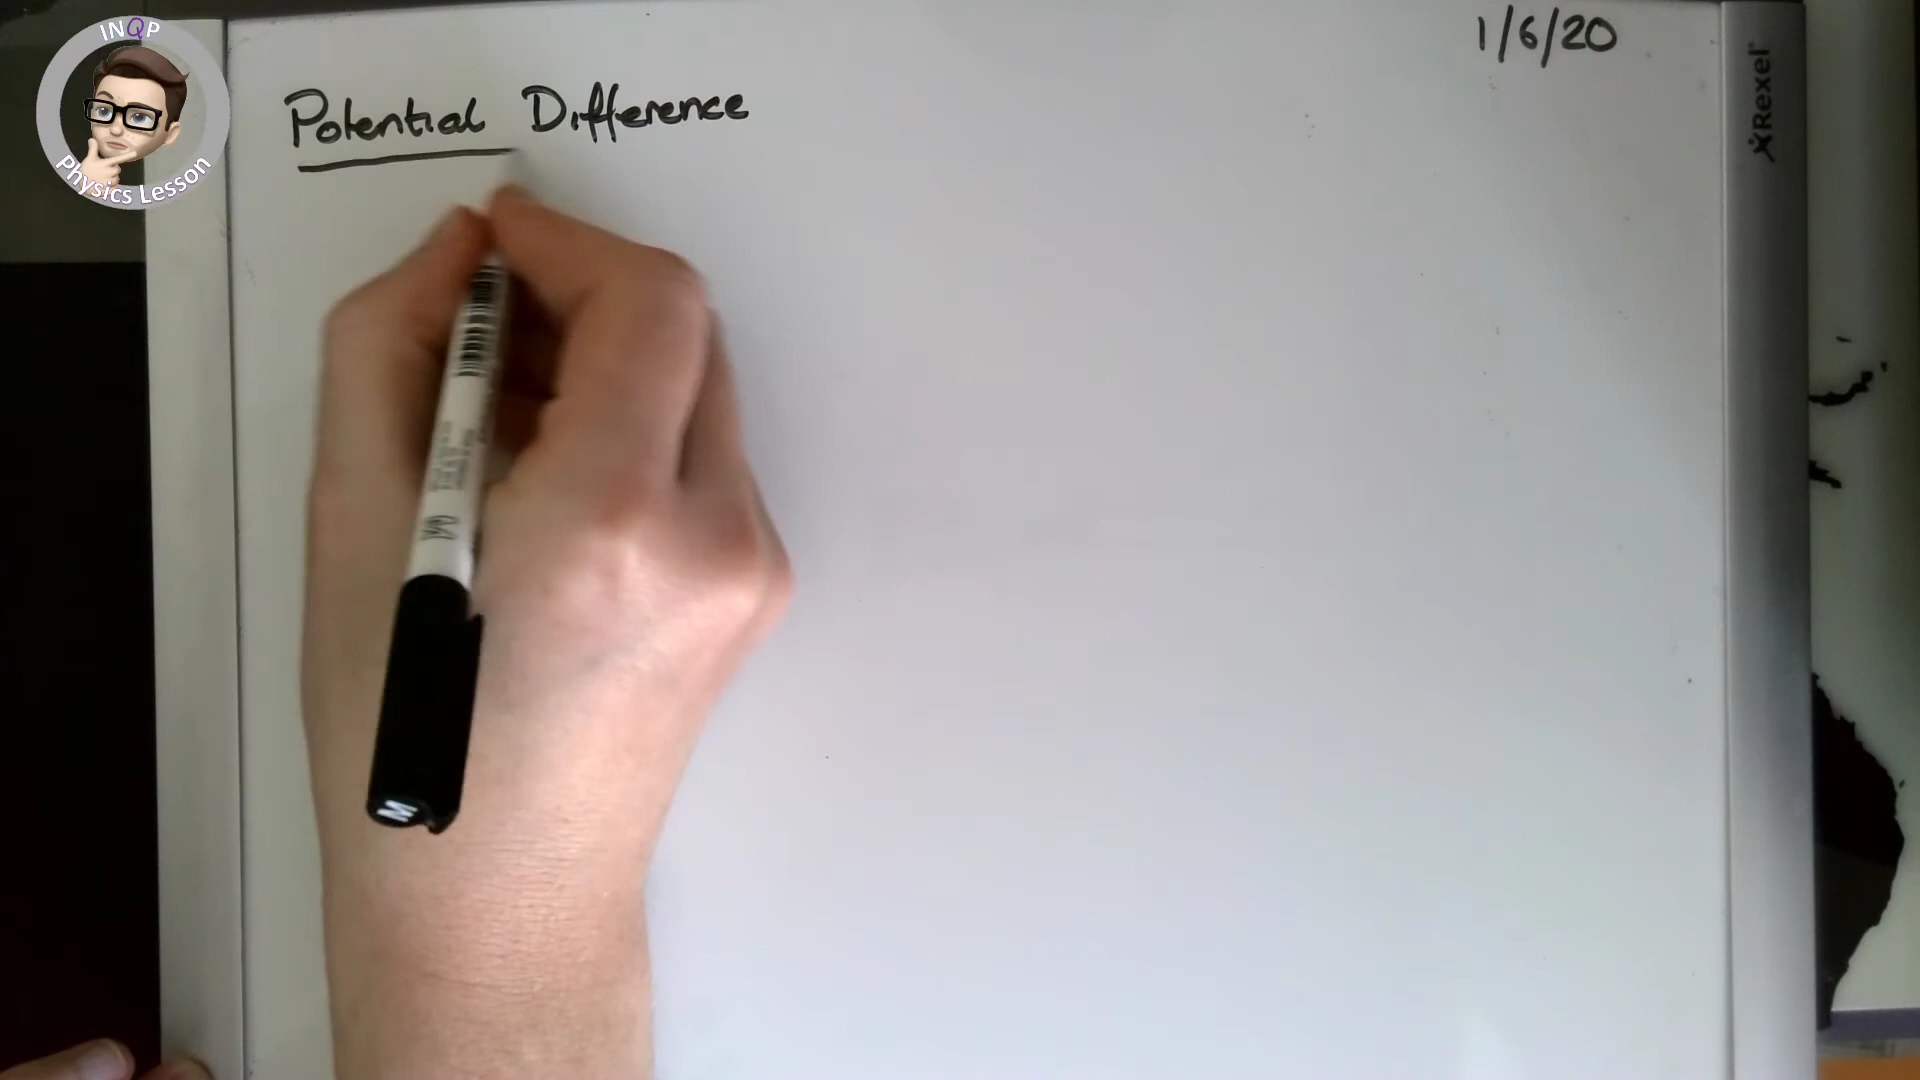 INQP
Physics Lesson
1/6/20
Potential Difference
Rexel
M